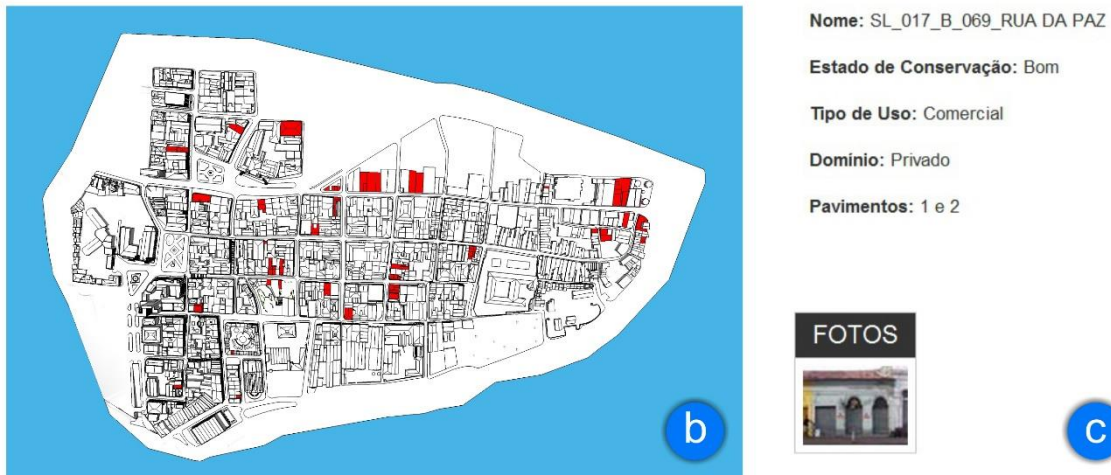 b
Nome: SL_017_B_069_RUA DA PAZ
Estado de Conservação: Bom
Tipo de Uso: Comercial
Domínio: Privado
Pavimentos: 1 e 2
FOTOS
c